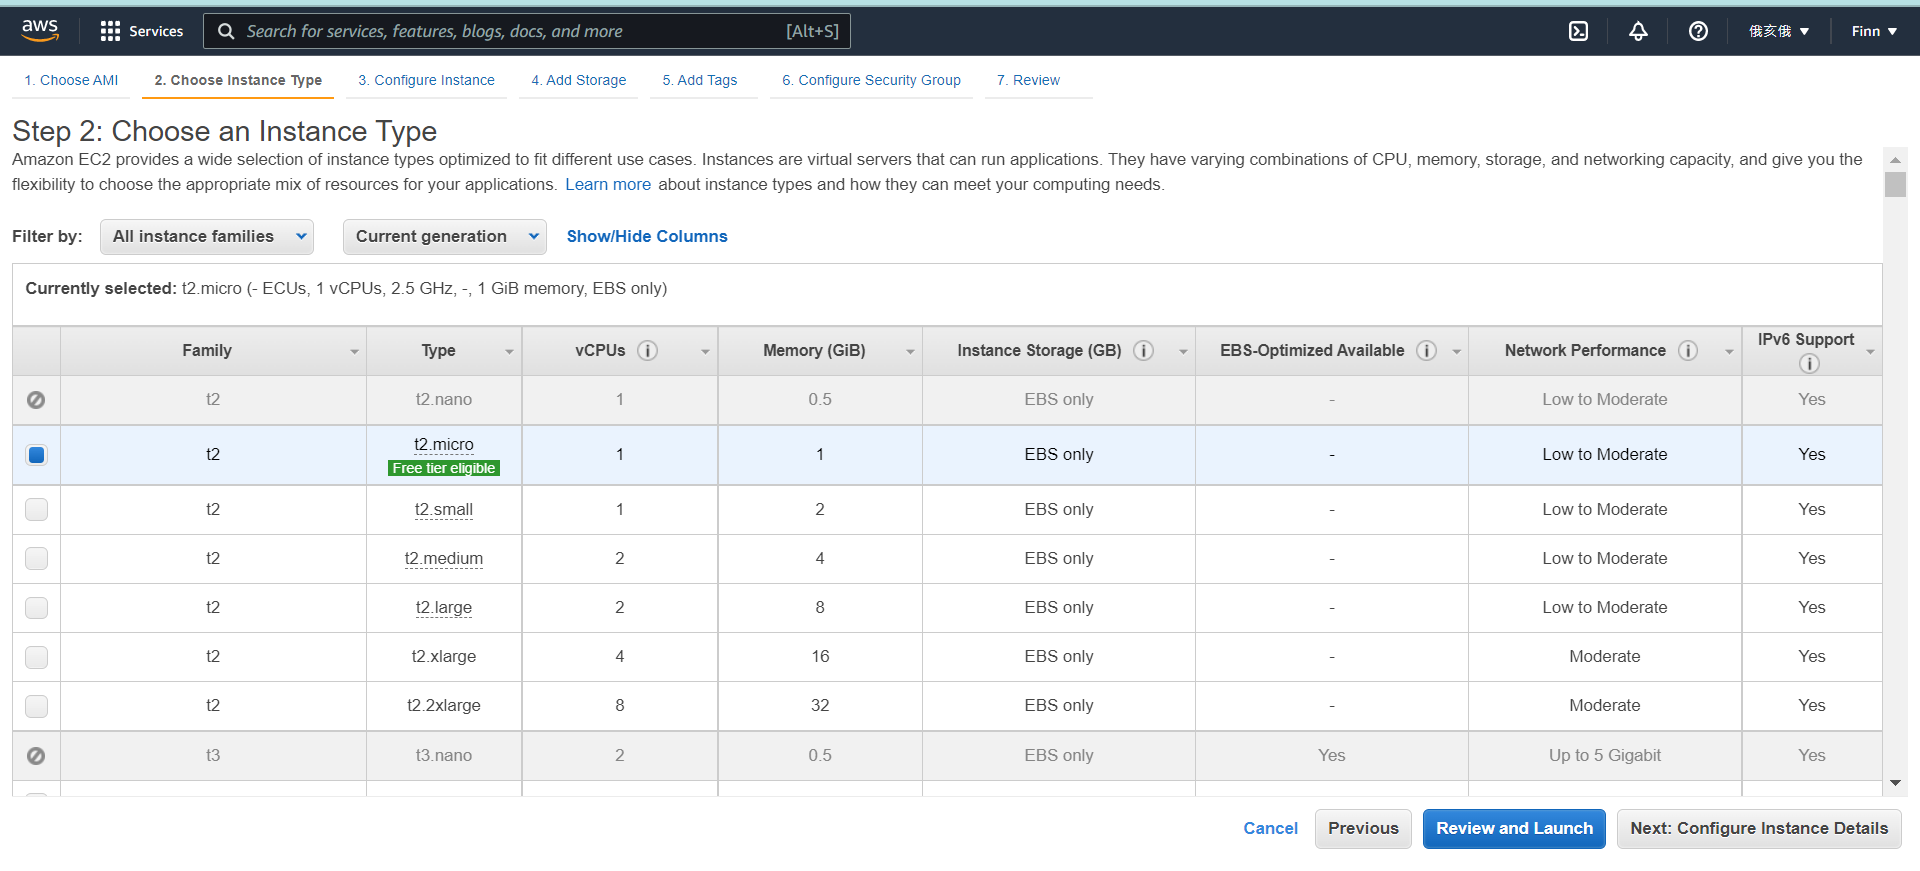 aws
Services
Search for services, features, blogs, docs, and more
[Alt+S]
俄亥俄
Finn
1. Choose AMI
2. Choose Instance Type
3. Configure Instance
4. Add Storage
5. Add Tags
6. Configure Security Group
7. Review
Step 2: Choose an Instance Type
Amazon EC2 provides a wide selection of instance types optimized to fit different use cases. Instances are virtual servers that can run applications. They have varying combinations of CPU, memory, storage, and networking capacity, and give you the
flexibility to choose the appropriate mix of resources for your applications. Learn more about instance types and how they can meet your computing needs.
Filter by: All instance families Current generation Show/Hide Columns
Currently selected: t2.micro (- ECUs, 1 vCPUs, 2.5 GHz, -, 1 GiB memory, EBS only)
Family Type vCPUs Memory (GiB) Instance Storage (GB) EBS-Optimized Available Network Performance IPv6 Support
t2 t2.nano 1 0.5 EBS only - Low to Moderate Yes
t2 t2.micro 1 1 EBS only - Low to Moderate Yes
Free tier eligible
t2 t2.small 1 2 EBS only - Low to Moderate Yes
t2 t2.medium 2 4 EBS only - Low to Moderate Yes
t2 t2.large 2 8 EBS only - Low to Moderate Yes
t2 t2.xlarge 4 16 EBS only - Moderate Yes
t2 t2.2xlarge 8 32 EBS only - Moderate Yes
t3 t3.nano 2 0.5 EBS only Yes Up to 5 Gigabit Yes
Cancel Previous Review and Launch Next: Configure Instance Details